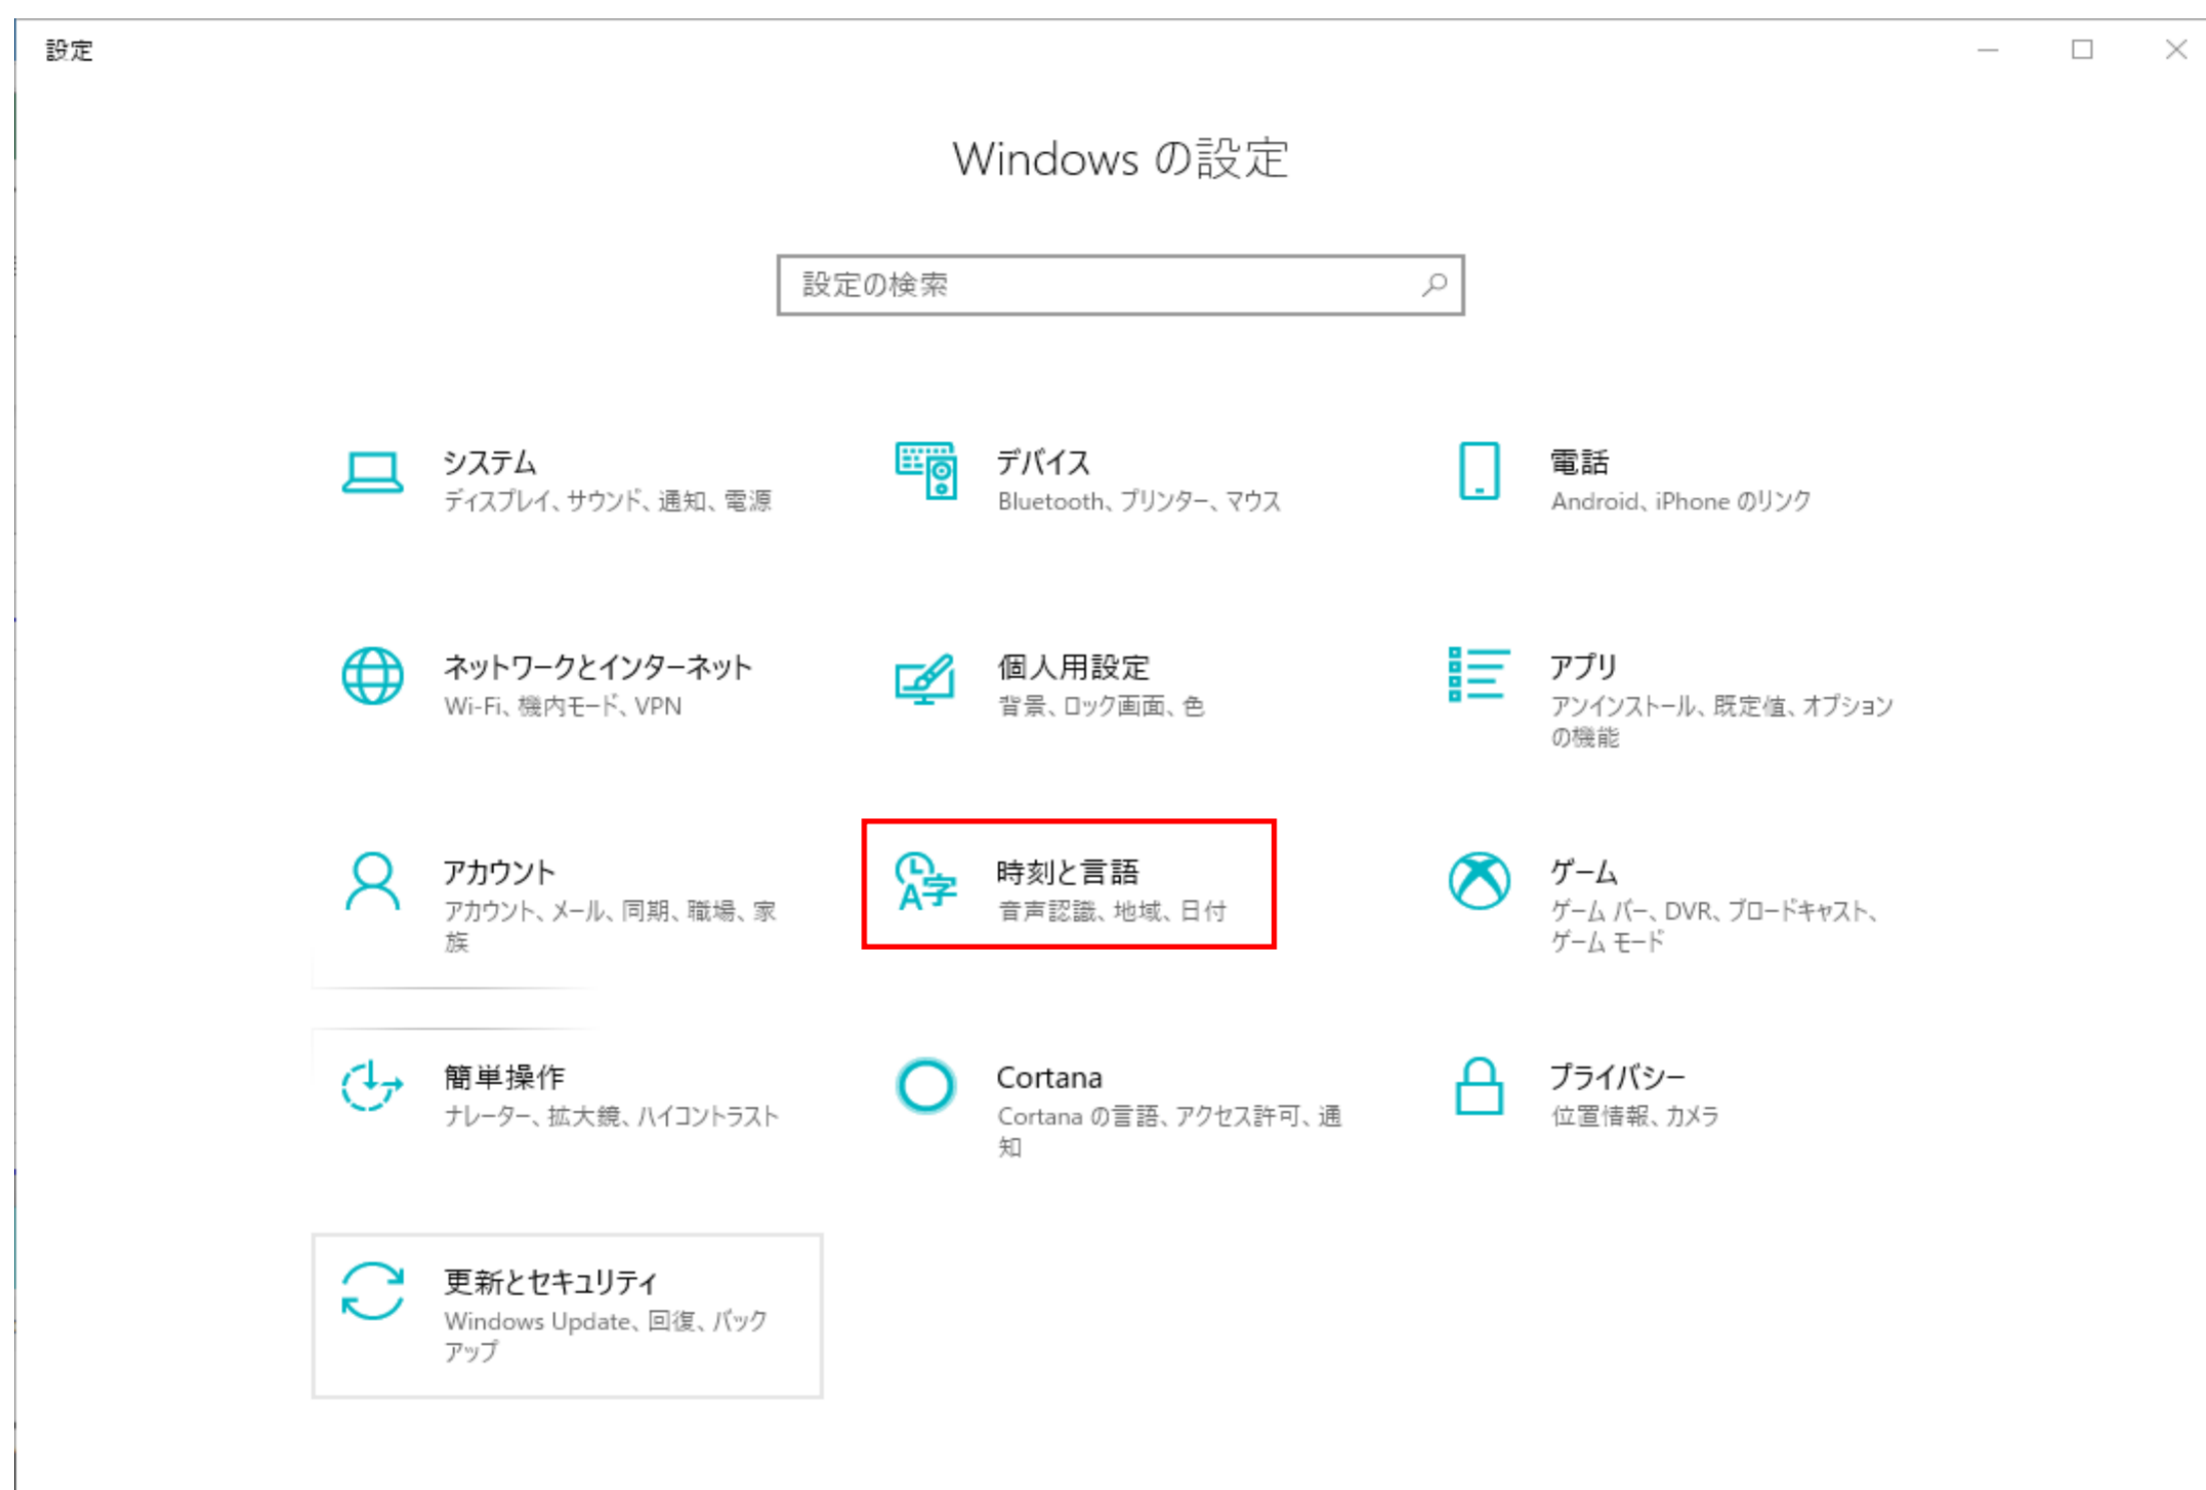 設定
Windows の設定
設定の検索
システム
ディスプレイ、サウンド、通知、電源
デバイス
Bluetooth、プリンター、マウス
電話
Android、iPhone のリンク
ネットワークとインターネット
Wi-Fi、機内モード、VPN
個人用設定
背景、ロック画面、色
アプリ
アンインストール、既定値、オプション
の機能
アカウント
アカウント、メール、同期、職場、家
族
時刻と言語
音声認識、地域、日付
ゲーム
ゲーム バー、DVR、ブロードキャスト、
ゲーム モード
簡単操作
ナレーター、拡大鏡、ハイコントラスト
Cortana
Cortana の言語、アクセス許可、通
知
プライバシー
位置情報、カメラ
更新とセキュリティ
Windows Update、回復、バック
アップ